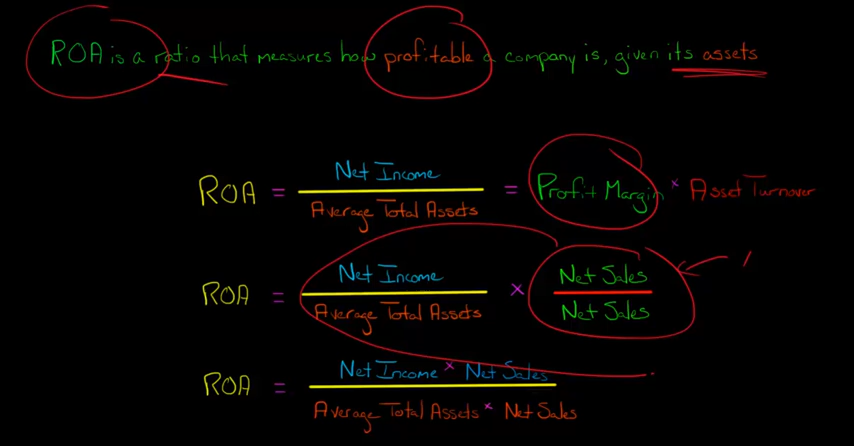 ROA is a ratio that measures how profitable a company is, given its assets
Net Income
ROA = ――― = Profit Margin × Asset Turnover
Average Total Assets
Net Income Net Sales
ROA = ――― × ―――
Average Total Assets Net Sales
Net Income × Net Sales
ROA = ―――
Average Total Assets × Net Sales